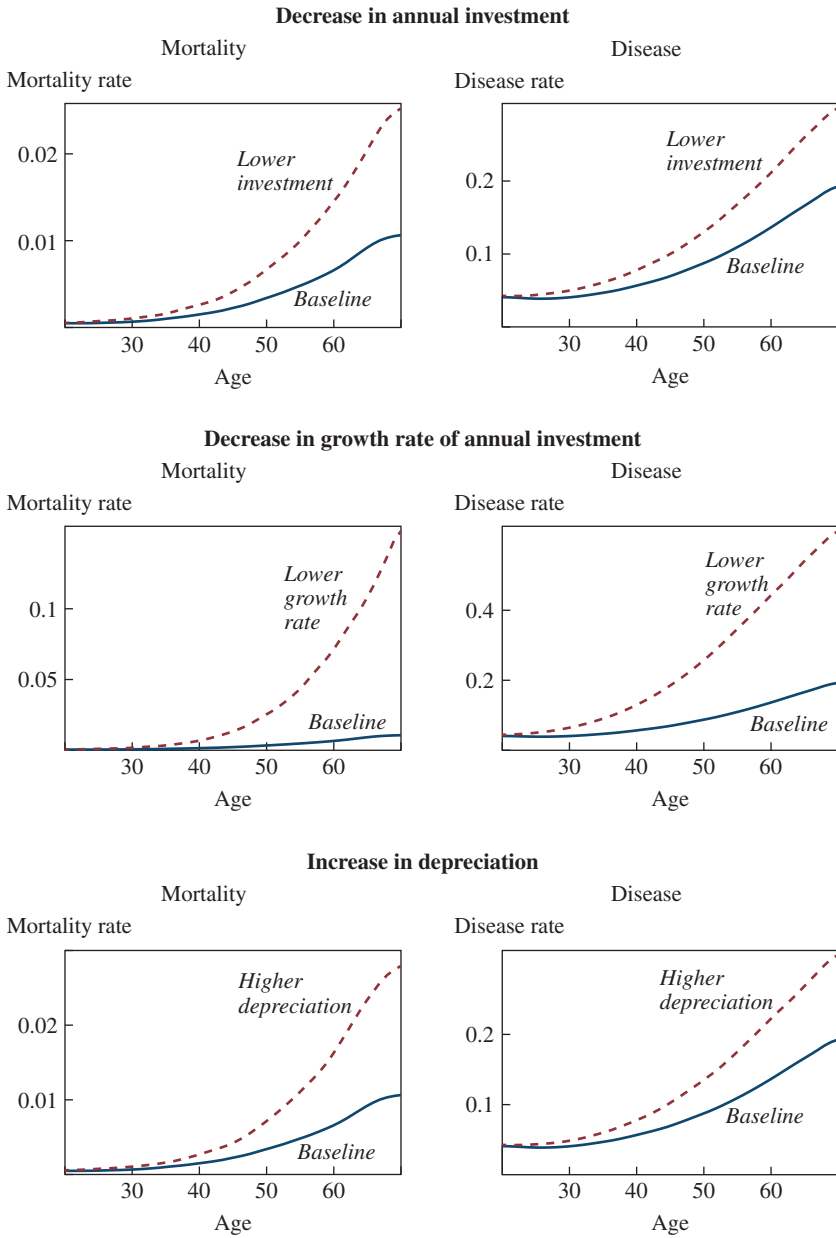 Decrease in annual investment
Mortality
Disease
Mortality rate
Disease rate
0.02
0.01
Lower
investment
Baseline
30 40 50 60
Age
0.2
0.1
Lower
investment
Baseline
30 40 50 60
Age
Decrease in growth rate of annual investment
Mortality
Disease
Mortality rate
Disease rate
0.1
0.05
Lower
growth
rate
Baseline
30 40 50 60
Age
0.4
0.2
Lower
growth
rate
Baseline
30 40 50 60
Age
Increase in depreciation
Mortality
Disease
Mortality rate
Disease rate
0.02
0.01
Higher
depreciation
Baseline
30 40 50 60
Age
0.2
0.1
Higher
depreciation
Baseline
30 40 50 60
Age